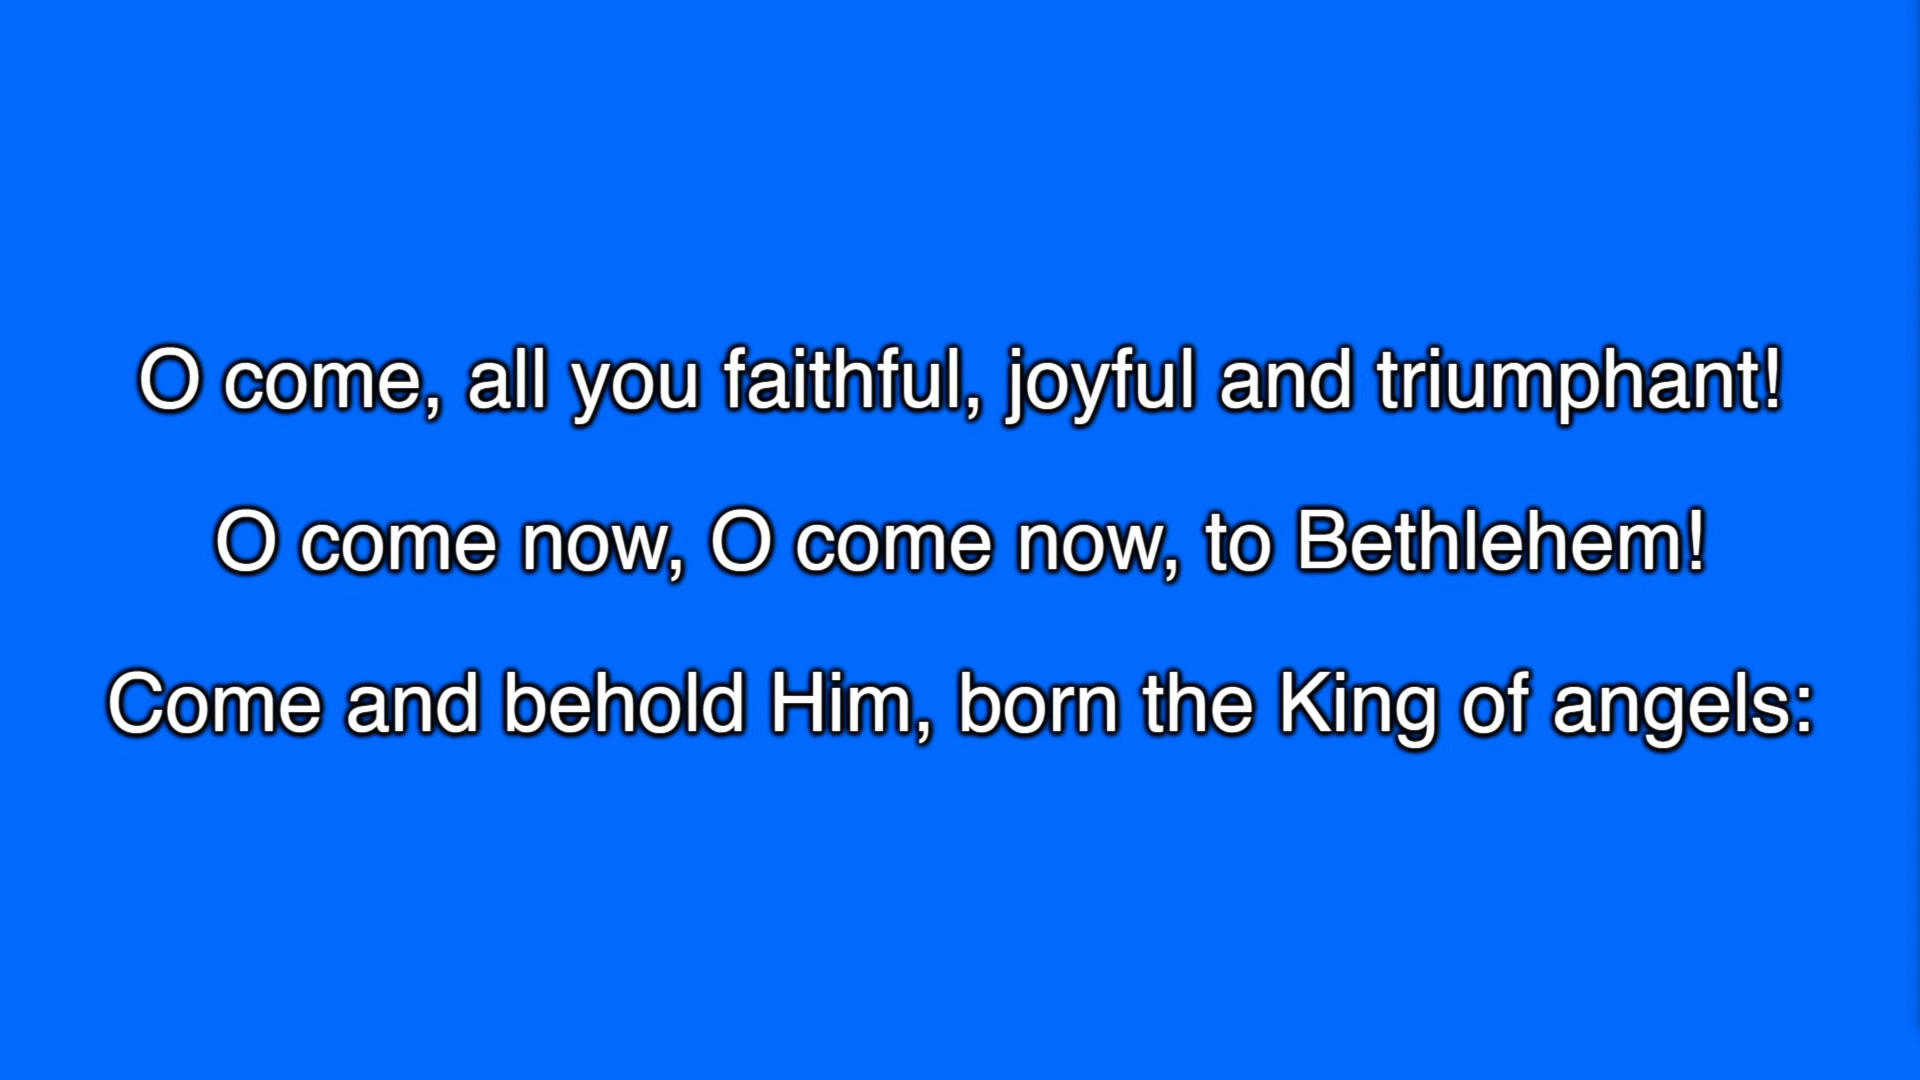 O come, all you faithful, joyful and triumphant!
O come now, O come now, to Bethlehem!
Come and behold Him, born the King of angels: